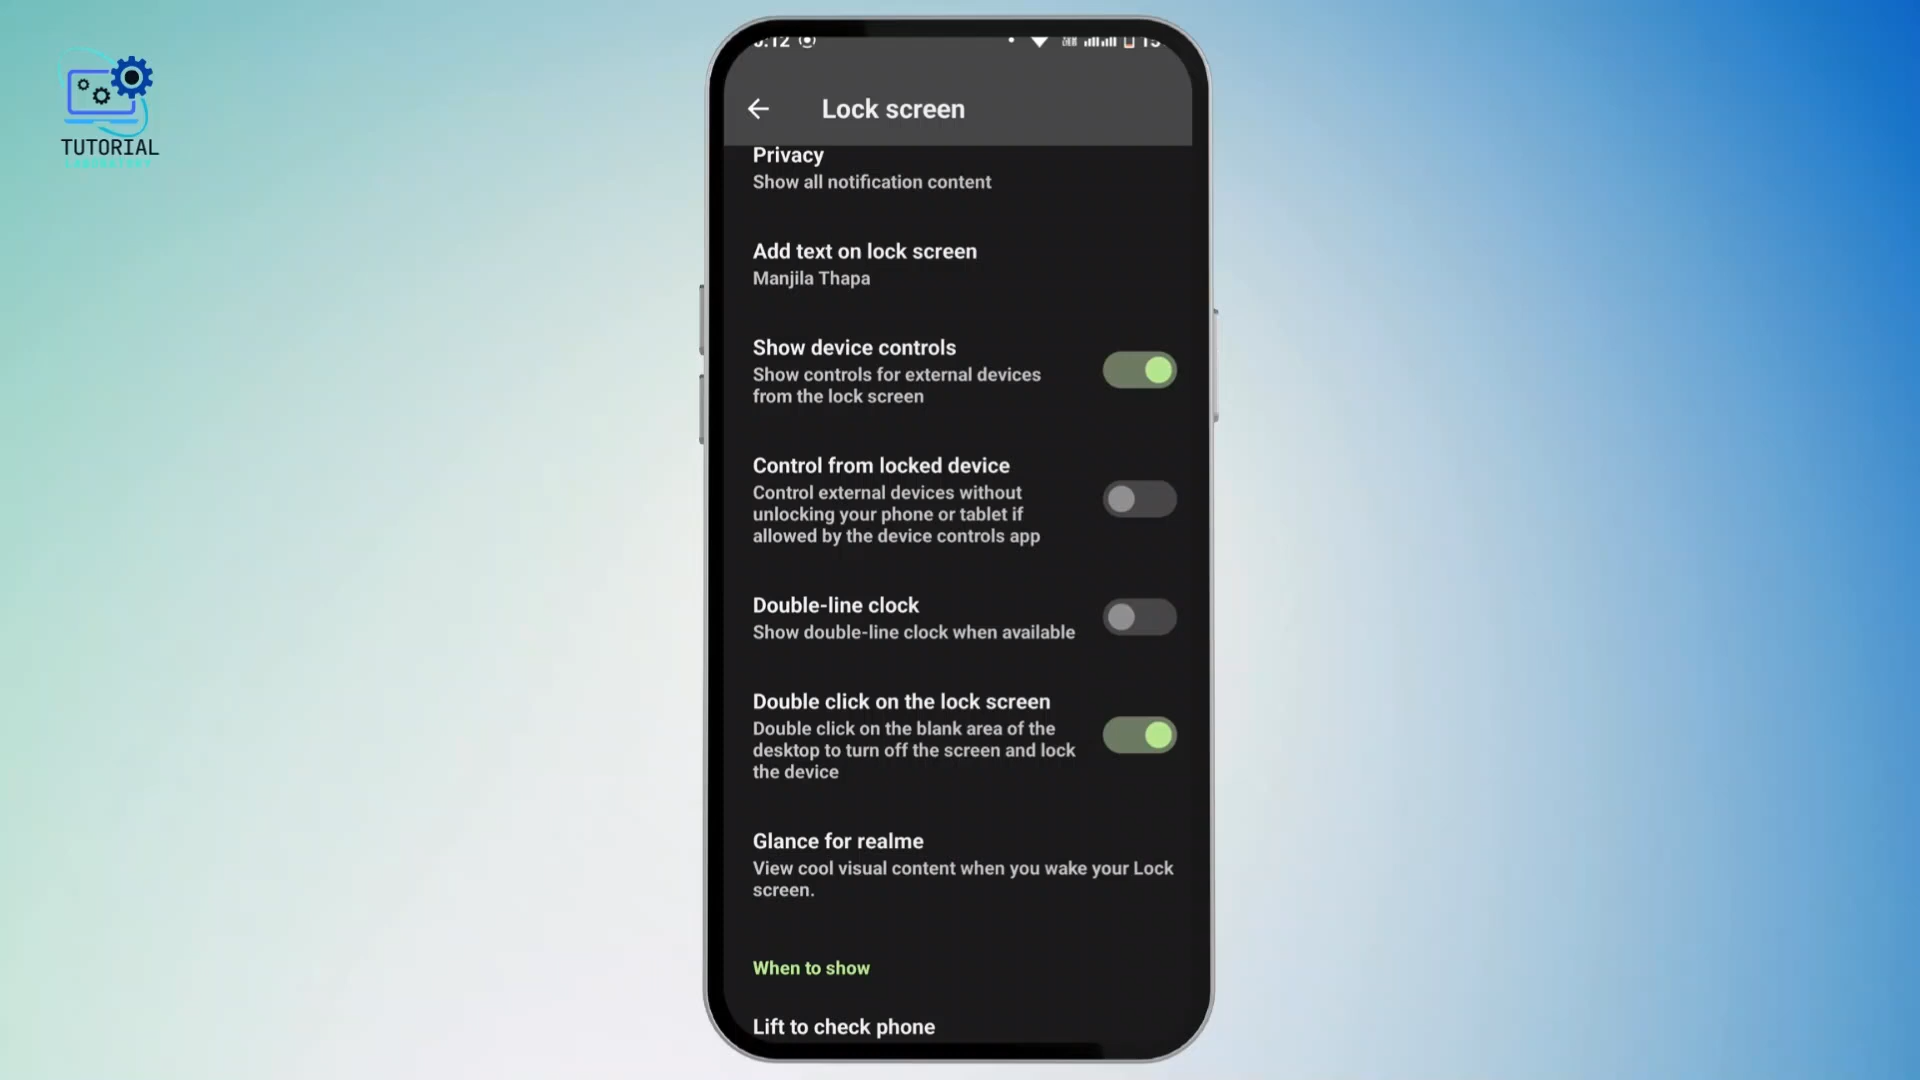 TUTORIAL
Lock screen
Privacy
Show all notification content
Add text on lock screen
Manjila Thapa
Show device controls
Show controls for external devices
from the lock screen
Control from locked device
Control external devices without
unlocking your phone or tablet if
allowed by the device controls app
Double-line clock
Show double-line clock when available
Double click on the lock screen
Double click on the blank area of the
desktop to turn off the screen and lock
the device
Glance for realme
View cool visual content when you wake your Lock
screen.
When to show
Lift to check phone